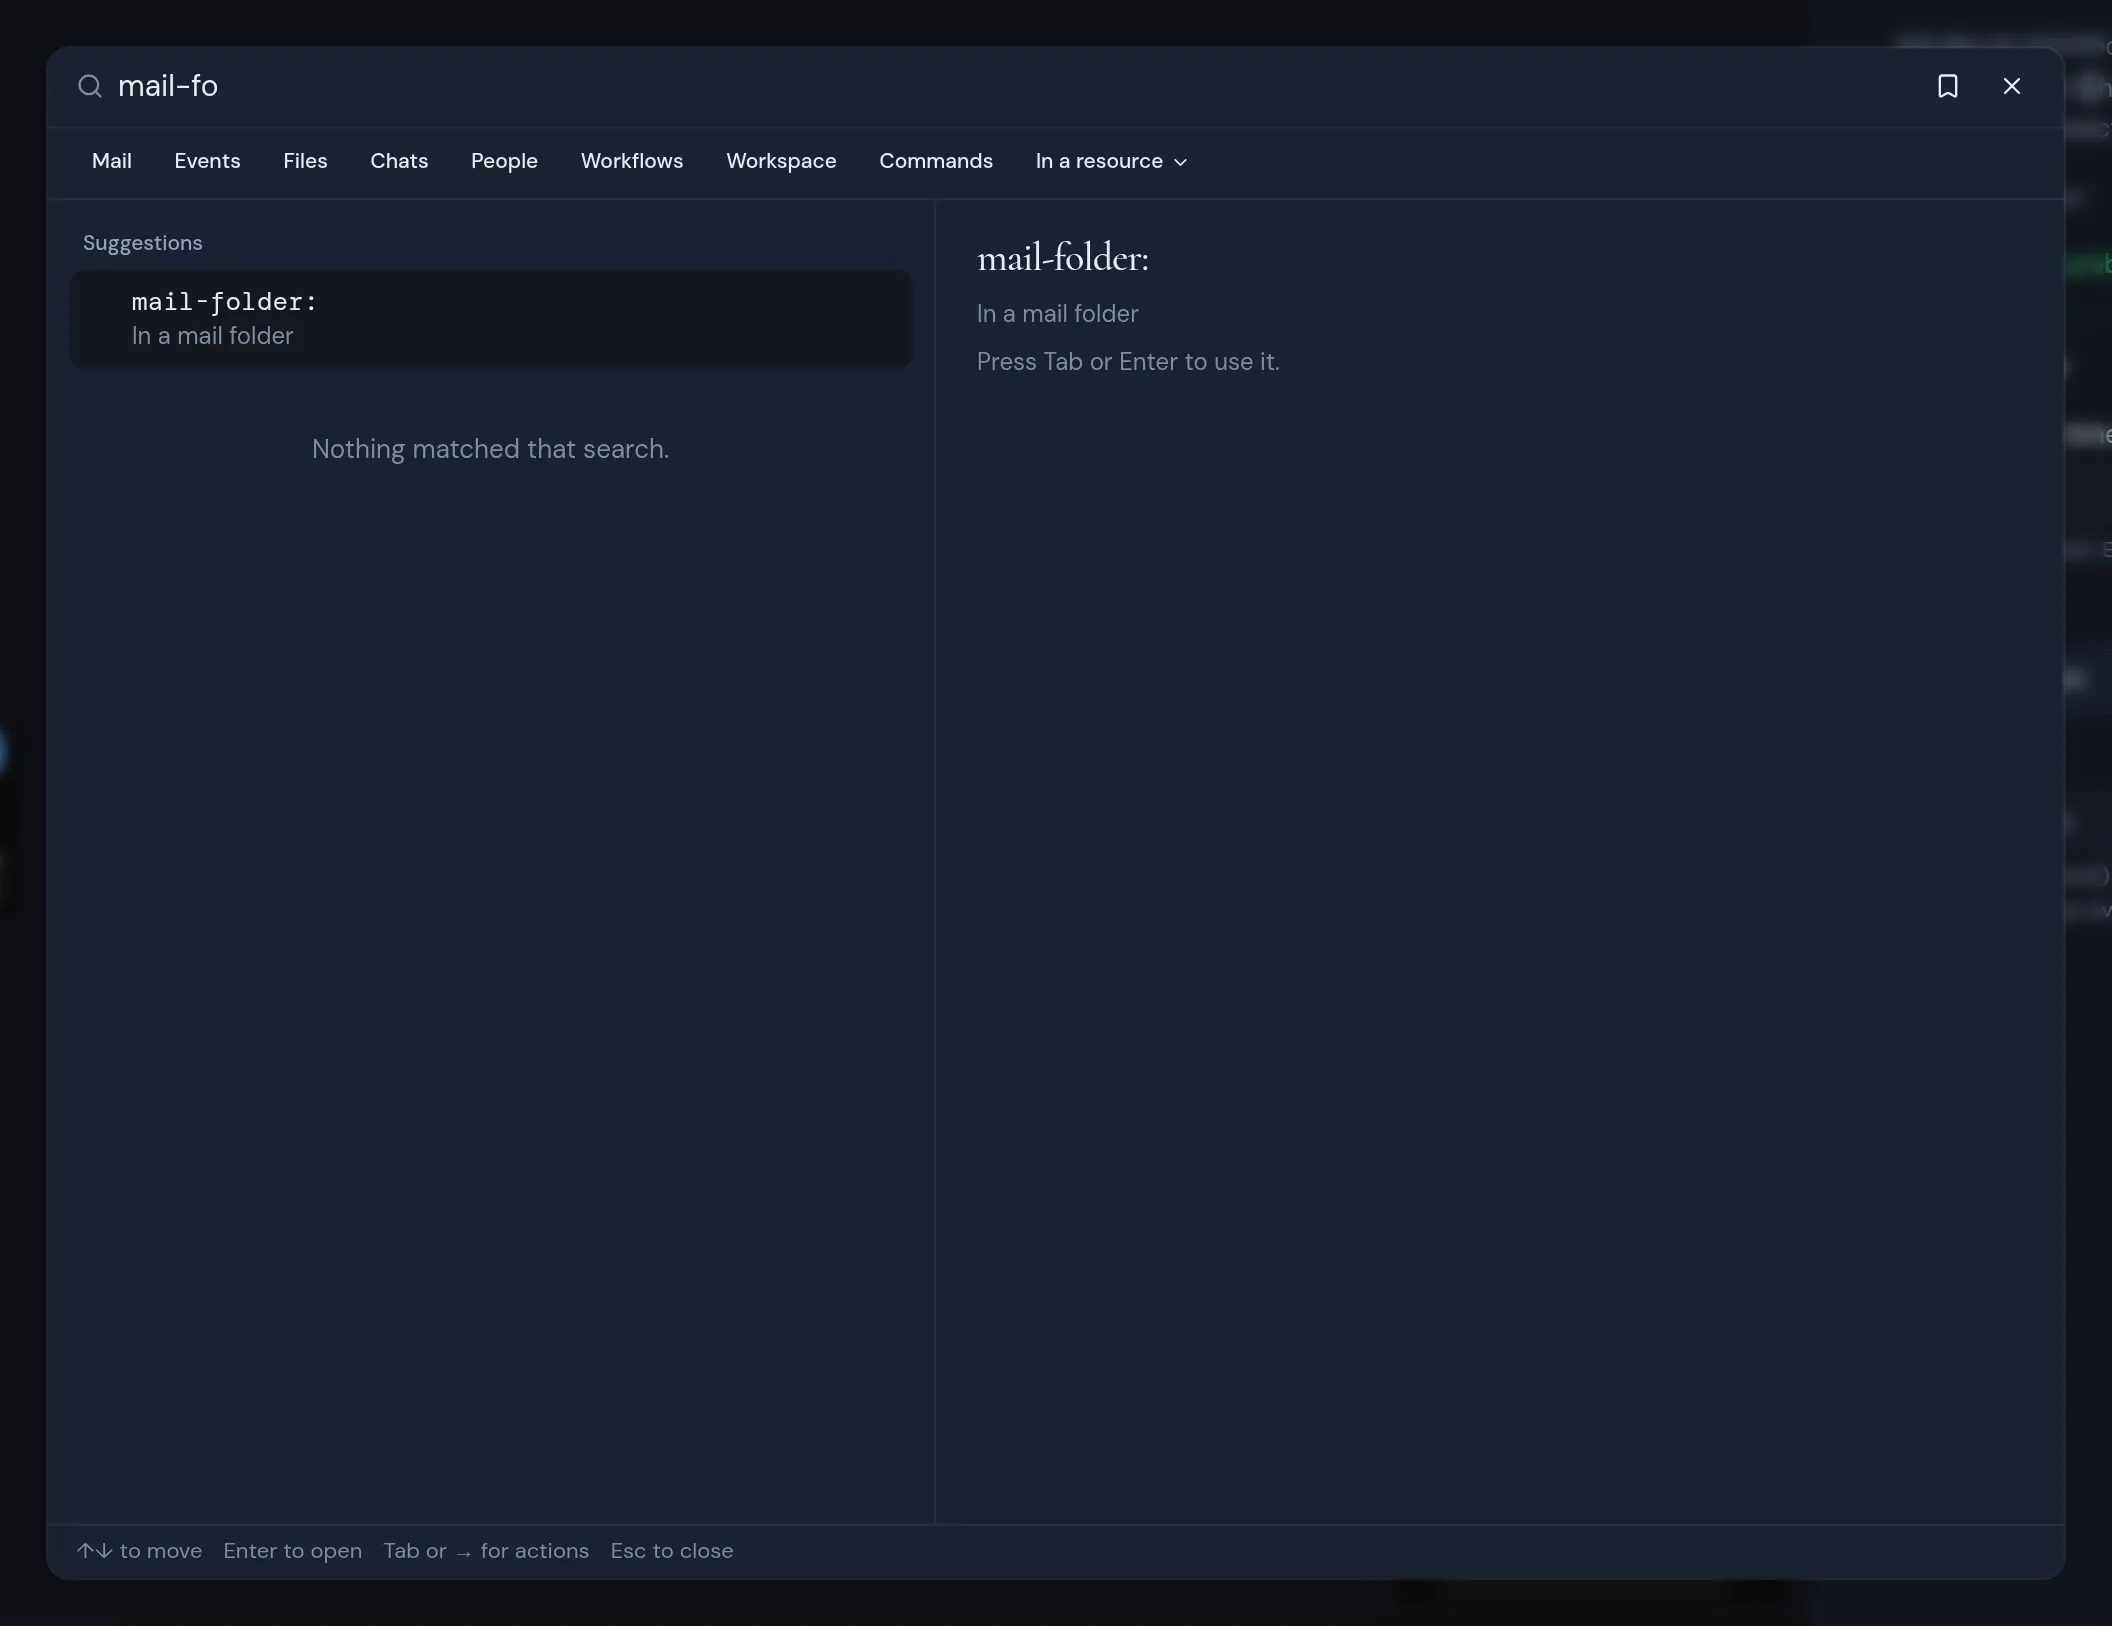 mail-fo
Mail Events Files Chats People Workflows Workspace Commands In a resource
Suggestions
mail-folder:
In a mail folder
Nothing matched that search.
mail-folder:
In a mail folder
Press Tab or Enter to use it.
↑↓ to move Enter to open Tab or → for actions Esc to close